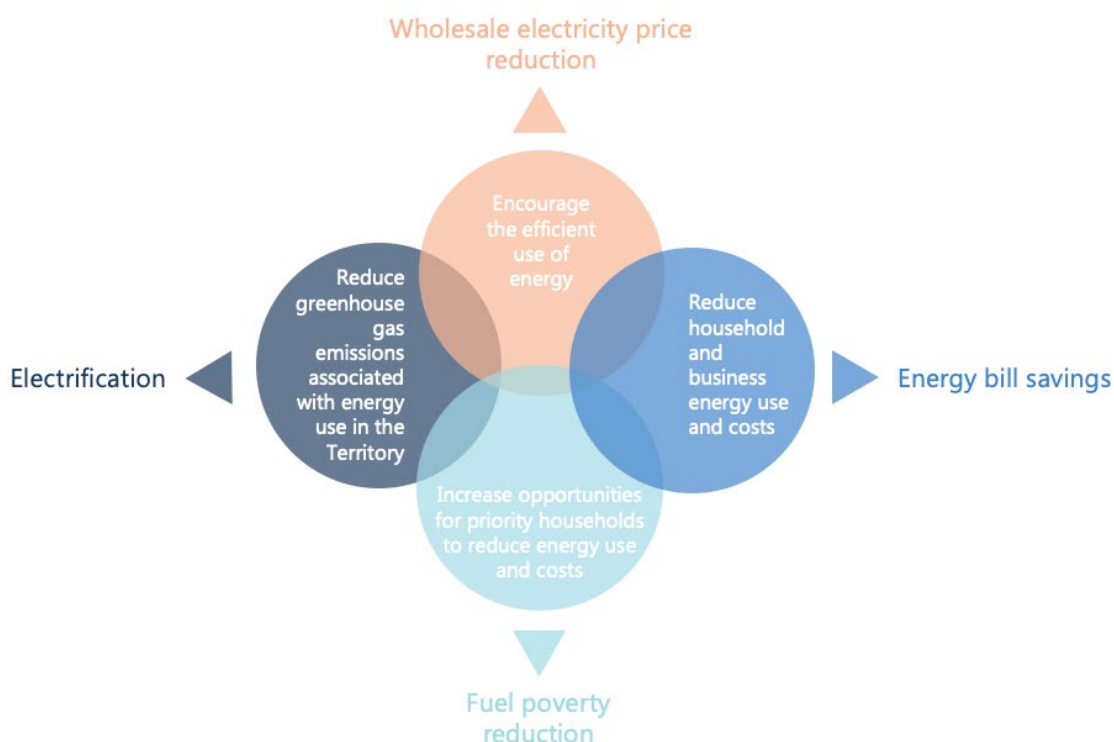 Wholesale electricity price
reduction
Encourage
the efficient
use of
energy
Reduce
greenhouse
gas
emissions
associated
with energy
use in the
Territory
Reduce
household
and
business
energy use
and costs
Electrification
Energy bill savings
Increase opportunities
for priority households
to reduce energy use
and costs
Fuel poverty
reduction